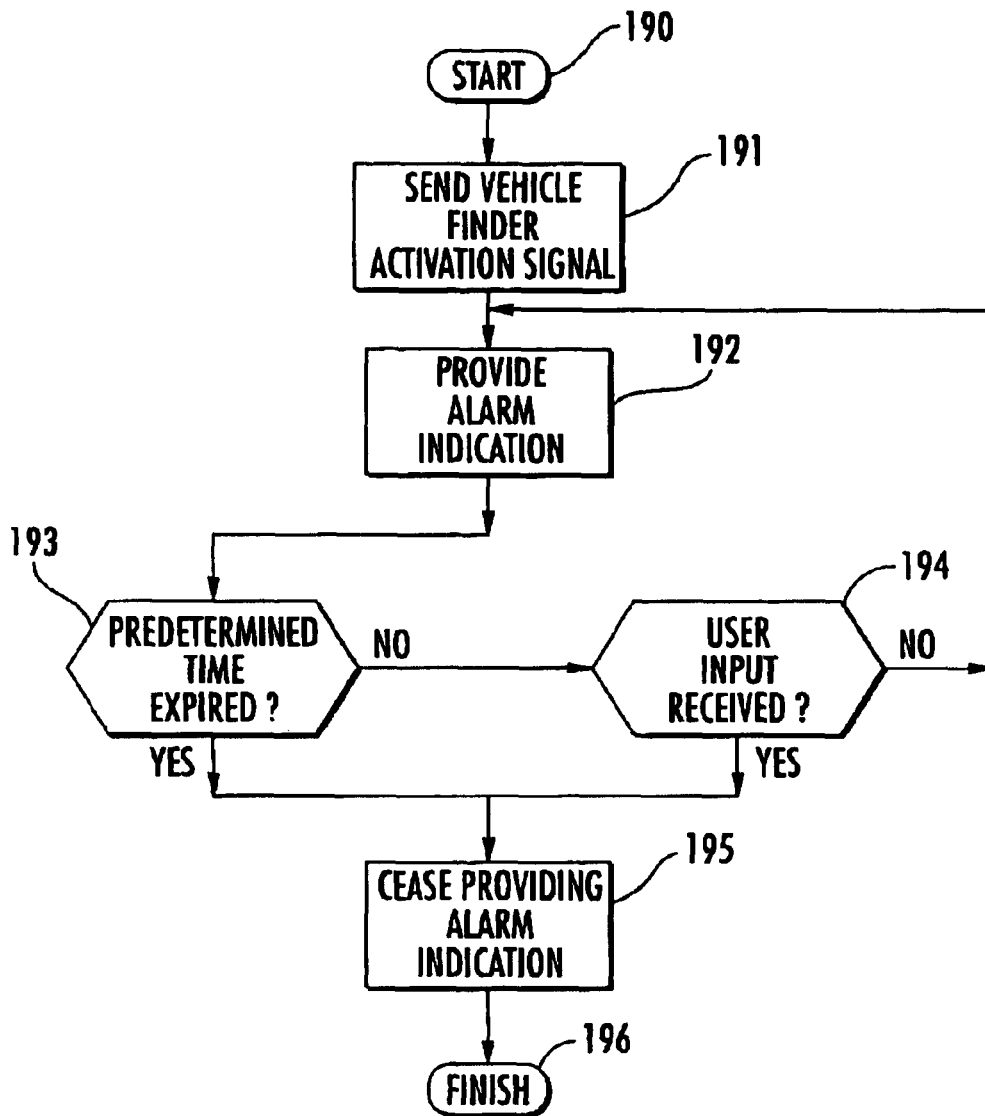 190
START
191
SEND VEHICLE
FINDER
ACTIVATION SIGNAL
192
PROVIDE
ALARM
INDICATION
193
PREDETERMINED
TIME
EXPIRED ?
NO
YES
194
USER
INPUT
RECEIVED ?
NO
YES
195
CEASE PROVIDING
ALARM
INDICATION
196
FINISH